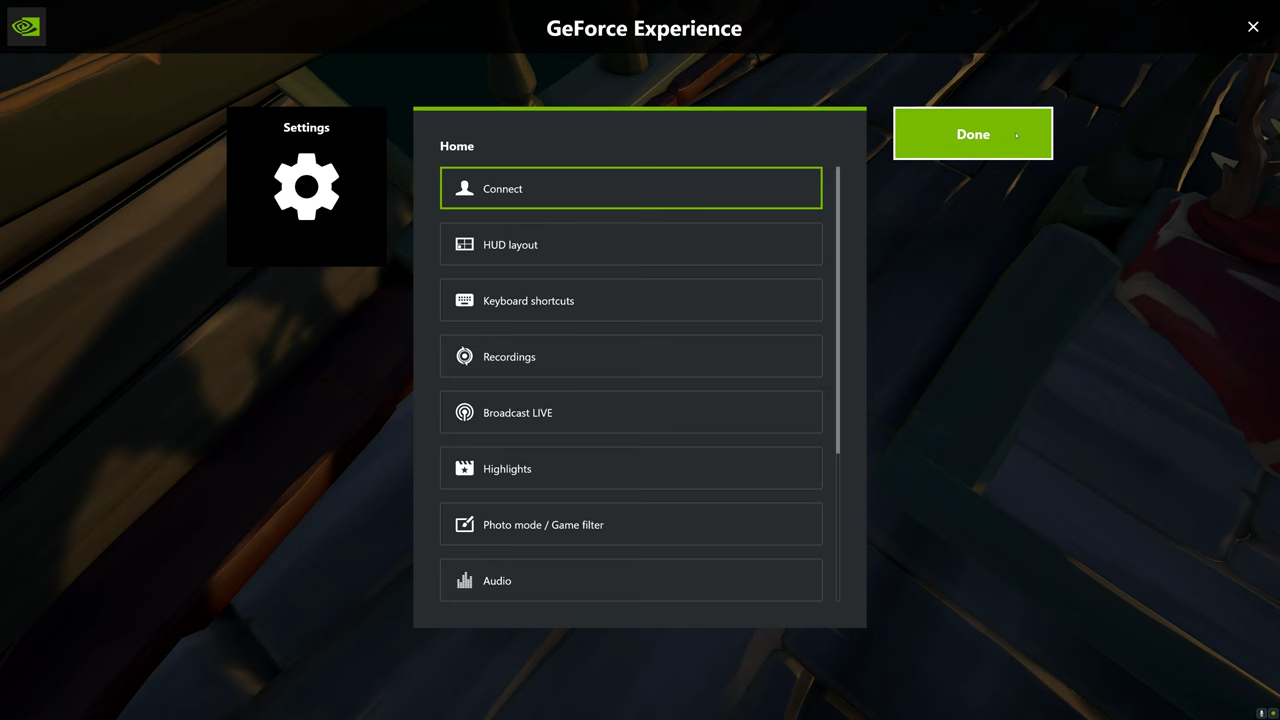 GeForce Experience
Settings
Home
Done
Connect
HUD layout
Keyboard shortcuts
Recordings
Broadcast LIVE
Highlights
Photo mode / Game filter
Audio